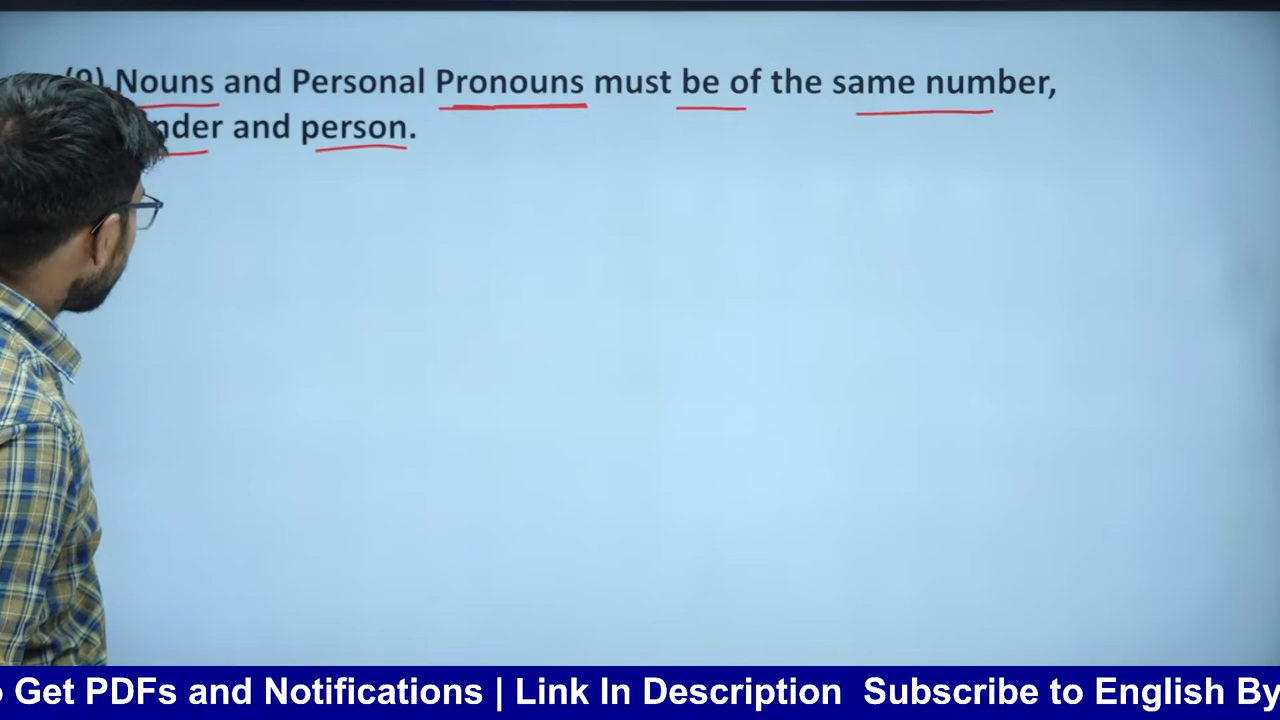 (9) Nouns and Personal Pronouns must be of the same number,
and person.
Get PDFs and Notifications | Link In Description Subscribe to English By